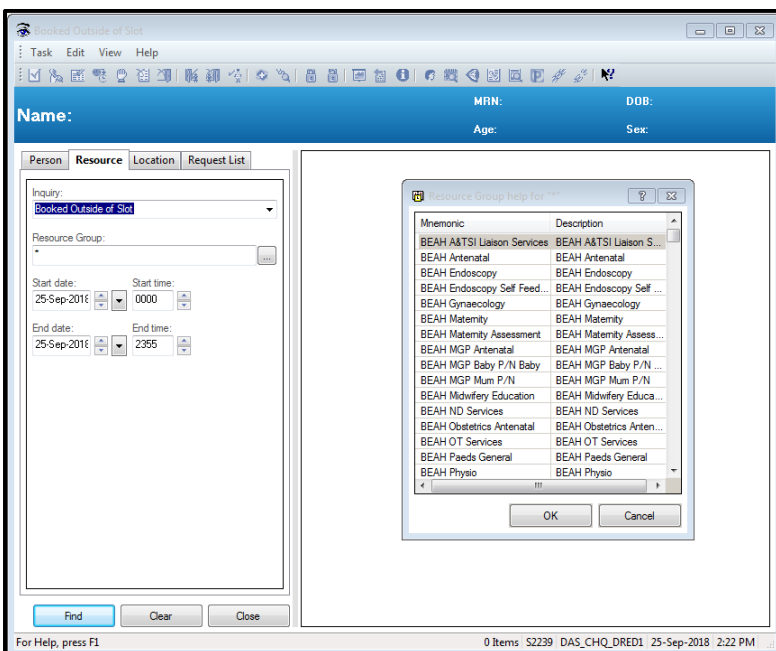 Booked Outside of Slot
Task Edit View Help
Name:
MRN:
DOB:
Age:
Sex:
Person Resource Location Request List
Inquiry:
Booked Outside of Slot
Resource Group:
*
...
Start date: Start time:
25-Sep-2018 0000
End date: End time:
25-Sep-2018 2355
Find Clear Close
Resource Group help for "*"
Mnemonic Description
BEAH A&TSI Liaison Services BEAH A&TSI Liaison S...
BEAH Antenatal BEAH Antenatal
BEAH Endoscopy BEAH Endoscopy
BEAH Endoscopy Self Feed... BEAH Endoscopy Self ...
BEAH Gynaecology BEAH Gynaecology
BEAH Maternity BEAH Maternity
BEAH Maternity Assessment BEAH Maternity Assess...
BEAH MGP Antenatal BEAH MGP Antenatal
BEAH MGP Baby P/N Baby BEAH MGP Baby P/N ...
BEAH MGP Mum P/N BEAH MGP Mum P/N
BEAH Midwifery Education BEAH Midwifery Educa...
BEAH ND Services BEAH ND Services
BEAH Obstetrics Antenatal BEAH Obstetrics Anten...
BEAH OT Services BEAH OT Services
BEAH Paeds General BEAH Paeds General
BEAH Physio BEAH Physio
OK Cancel
For Help, press F1
0 Items S2239 DAS_CHQ_DRED1 25-Sep-2018 2:22 PM